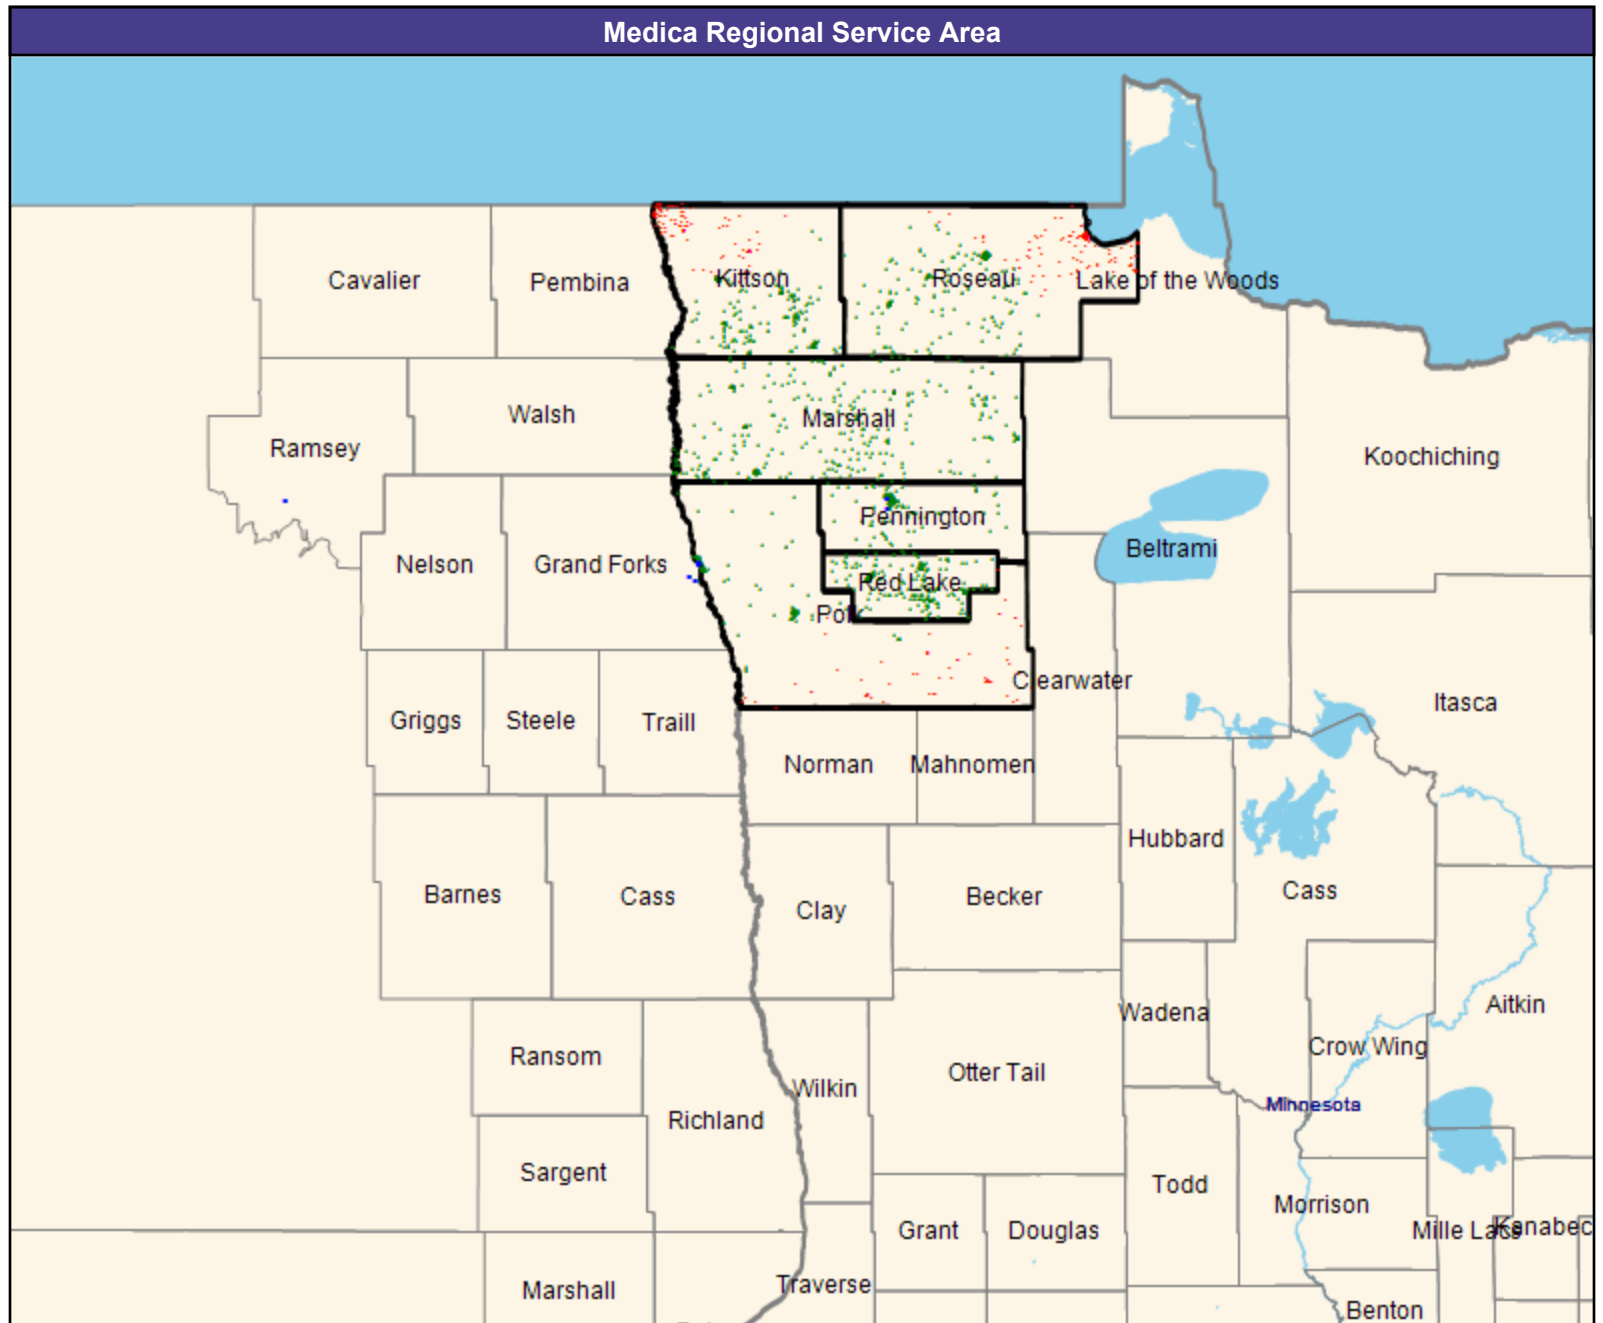 Medica Regional Service Area
Cavalier
Pembina
Kittson
Roseau
Lake of the Woods
Walsh
Marshall
Ramsey
Koochiching
Pennington
Beltrami
Nelson
Grand Forks
Red Lake
Polk
Clearwater
Griggs
Steele
Traill
Itasca
Norman
Mahnomen
Hubbard
Barnes
Cass
Clay
Becker
Cass
Wadena
Aitkin
Crow Wing
Ransom
Otter Tail
Wilkin
Minnesota
Richland
Sargent
Todd
Morrison
Grant
Douglas
Mille Lacs
Kanabec
Marshall
Traverse
Benton